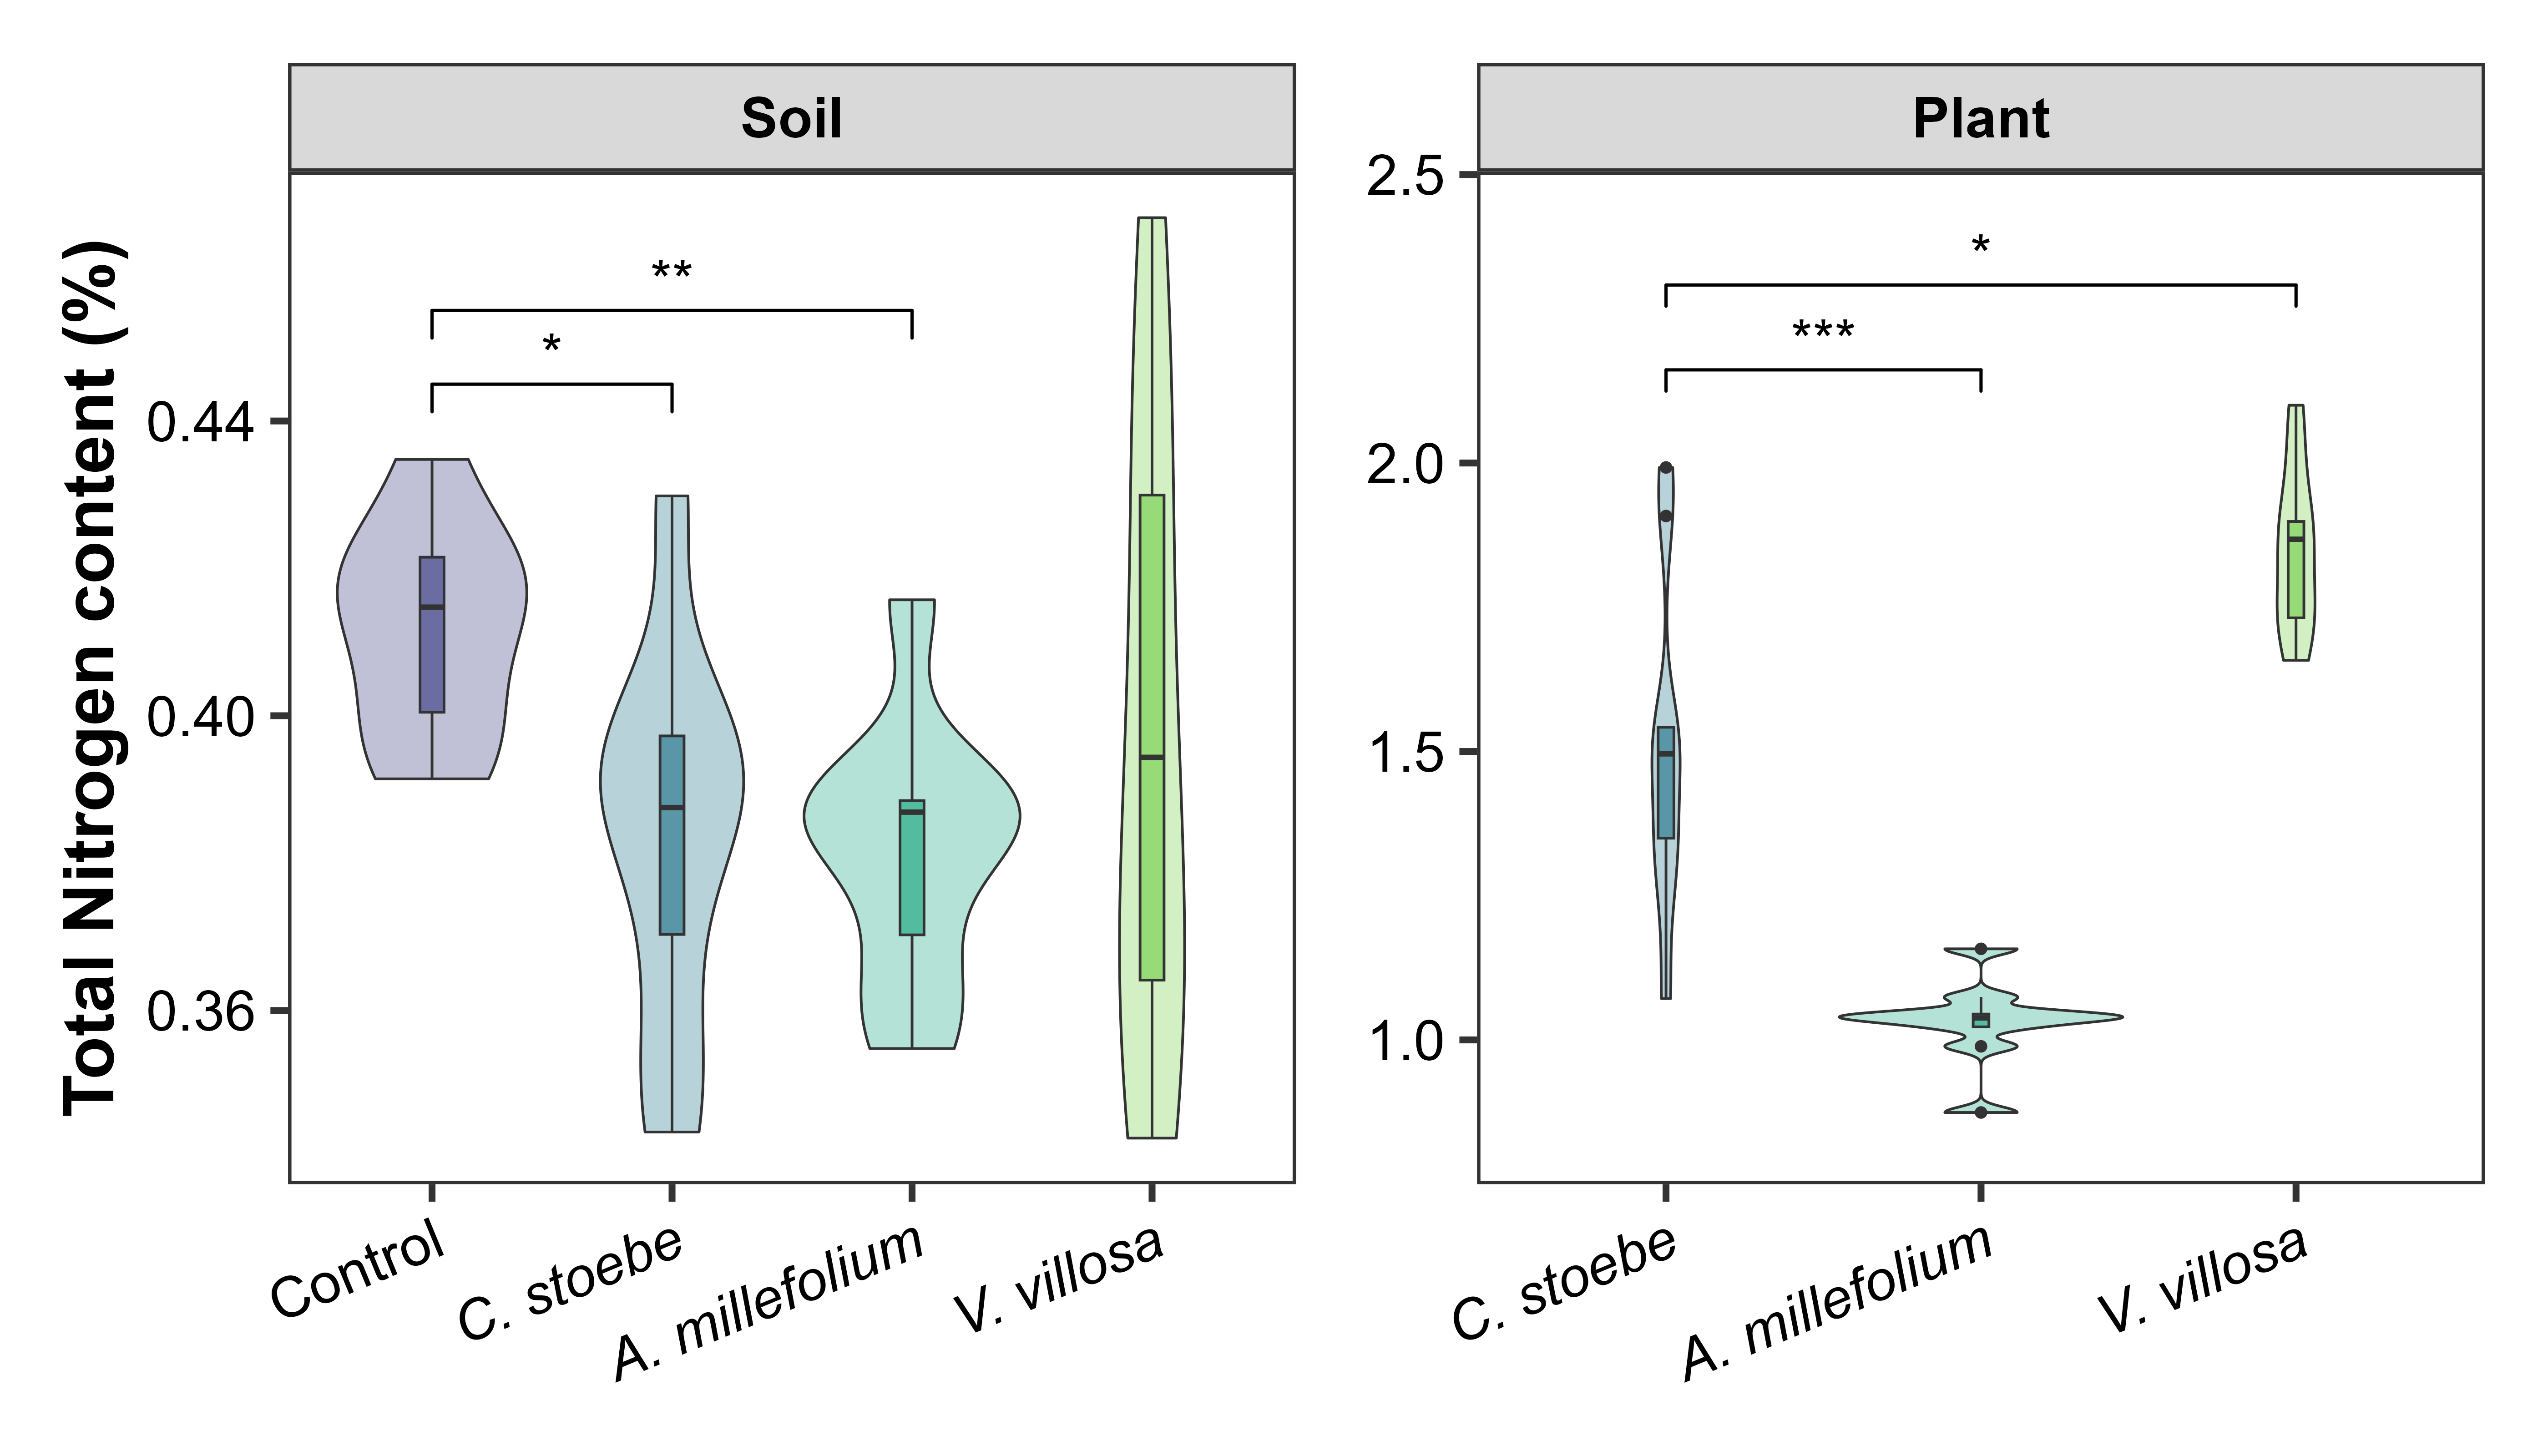 Soil
Plant
Total Nitrogen content (%)
0.44
0.40
0.36
**
*
Control
C. stoebe
A. millefolium
V. villosa
2.5
2.0
1.5
1.0
*
***
C. stoebe
A. millefolium
V. villosa